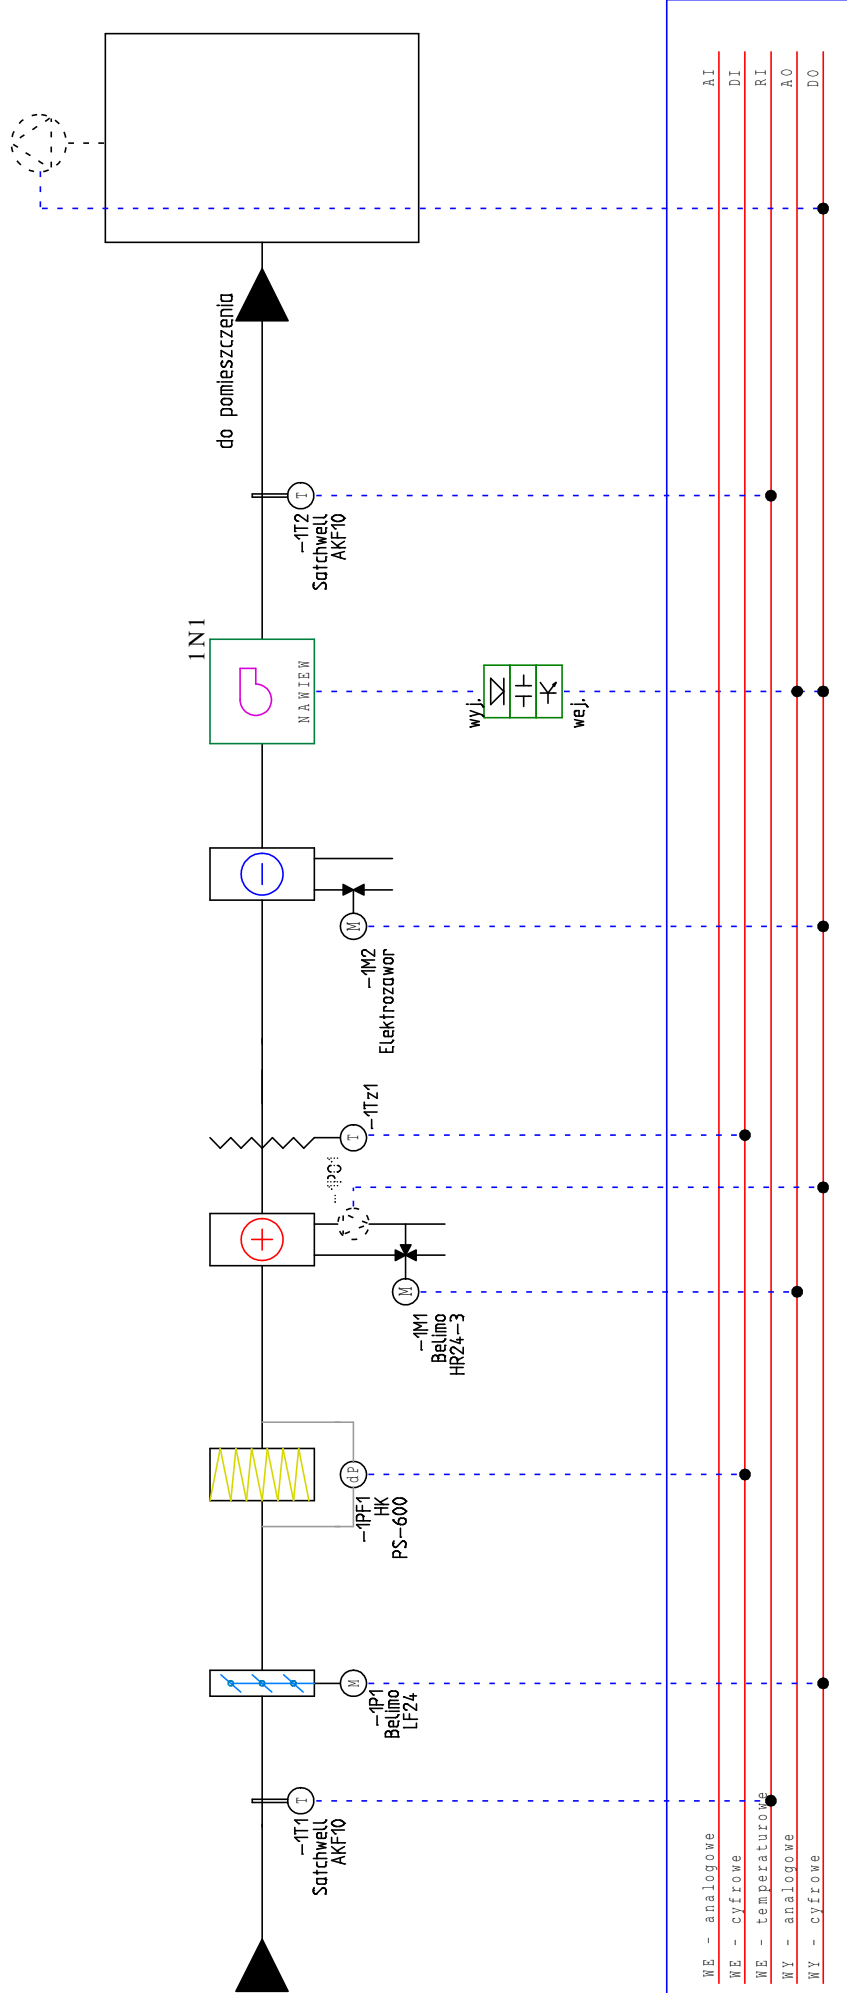 AI
DI
RI
AO
DO
do pomieszczenia
T
-1T2
Satchwell
AKF10
1N1
NAWIEW
wyj.
wej.
M
-1M2
Elektrozawor
T
-1Tz1
-1PO1
M
-1M1
Belimo
HR24-3
dP
-1PF1
HK
PS-600
M
-1P1
Belimo
LF24
T
-1T1
Satchwell
AKF10
WE - analogowe
WE - cyfrowe
WE - temperaturowe
WY - analogowe
WY - cyfrowe